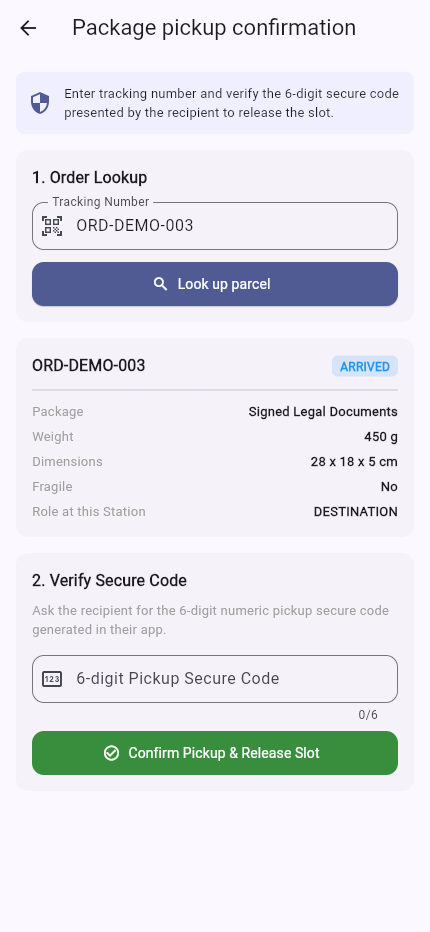 Package pickup confirmation
Enter tracking number and verify the 6-digit secure code
presented by the recipient to release the slot.
1. Order Lookup
Tracking Number
ORD-DEMO-003
Look up parcel
ORD-DEMO-003
ARRIVED
Package
Signed Legal Documents
Weight
450 g
Dimensions
28 x 18 x 5 cm
Fragile
No
Role at this Station
DESTINATION
2. Verify Secure Code
Ask the recipient for the 6-digit numeric pickup secure code
generated in their app.
123
6-digit Pickup Secure Code
0/6
Confirm Pickup & Release Slot